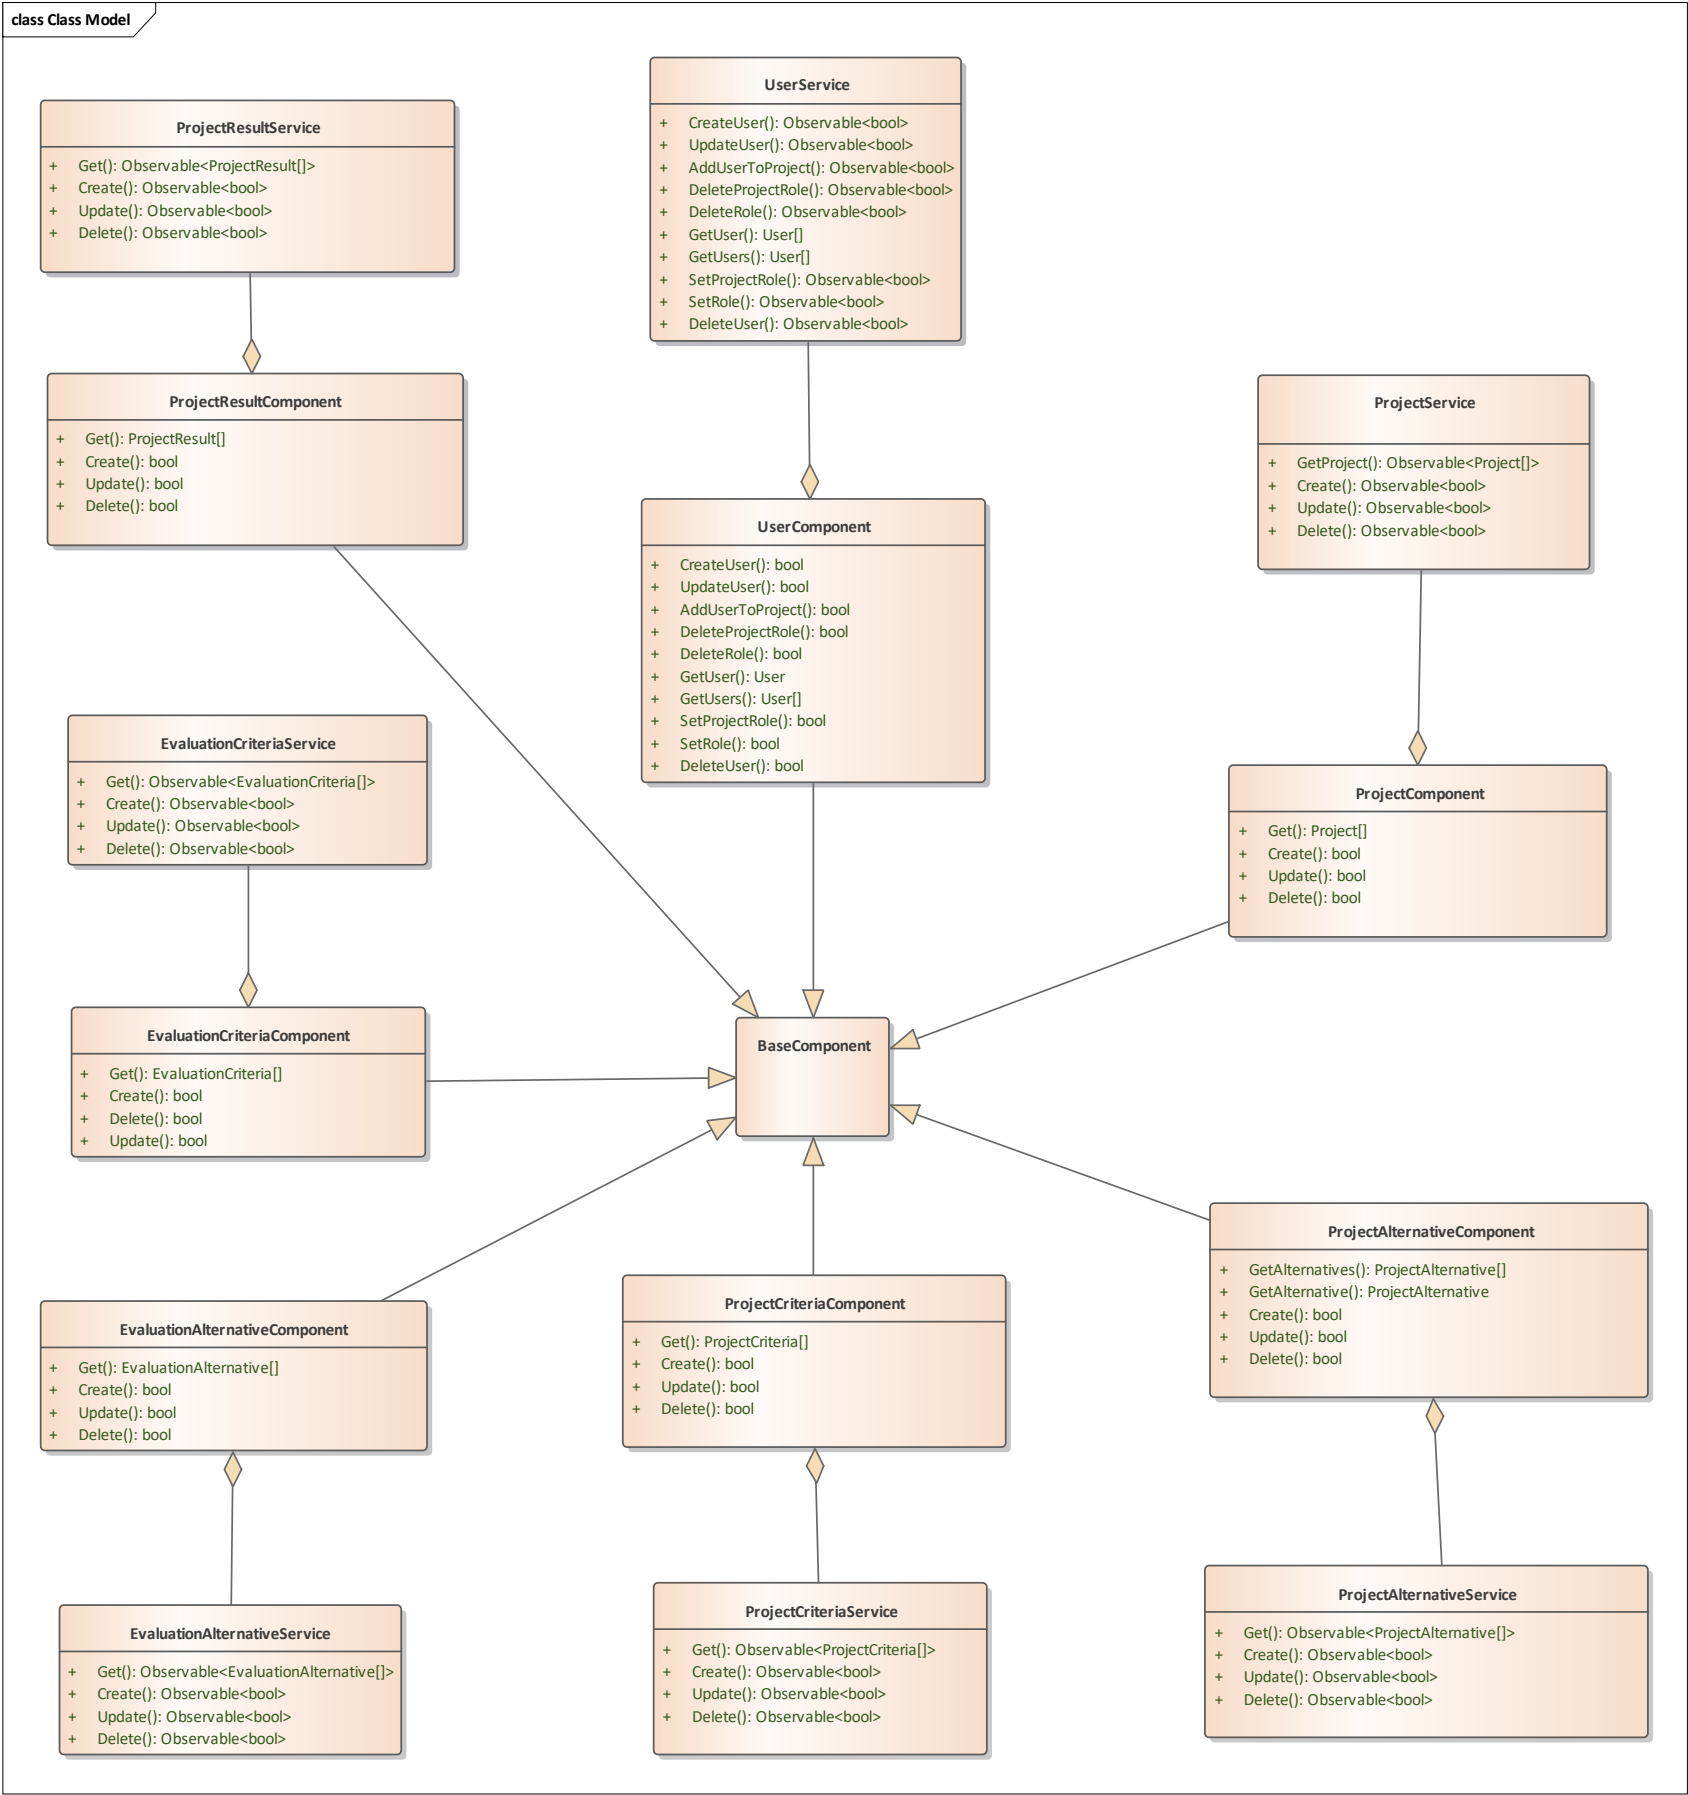 class Class Model
UserService
+ CreateUser(): Observable<bool>
+ UpdateUser(): Observable<bool>
+ AddUserToProject(): Observable<bool>
+ DeleteProjectRole(): Observable<bool>
+ DeleteRole(): Observable<bool>
+ GetUser(): User[]
+ GetUsers(): User[]
+ SetProjectRole(): Observable<bool>
+ SetRole(): Observable<bool>
+ DeleteUser(): Observable<bool>
ProjectResultService
+ Get(): Observable<ProjectResult[]>
+ Create(): Observable<bool>
+ Update(): Observable<bool>
+ Delete(): Observable<bool>
ProjectResultComponent
+ Get(): ProjectResult[]
+ Create(): bool
+ Update(): bool
+ Delete(): bool
ProjectService
+ GetProject(): Observable<Project[]>
+ Create(): Observable<bool>
+ Update(): Observable<bool>
+ Delete(): Observable<bool>
UserComponent
+ CreateUser(): bool
+ UpdateUser(): bool
+ AddUserToProject(): bool
+ DeleteProjectRole(): bool
+ DeleteRole(): bool
+ GetUser(): User
+ GetUsers(): User[]
+ SetProjectRole(): bool
+ SetRole(): bool
+ DeleteUser(): bool
EvaluationCriteriaService
+ Get(): Observable<EvaluationCriteria[]>
+ Create(): Observable<bool>
+ Update(): Observable<bool>
+ Delete(): Observable<bool>
ProjectComponent
+ Get(): Project[]
+ Create(): bool
+ Update(): bool
+ Delete(): bool
EvaluationCriteriaComponent
+ Get(): EvaluationCriteria[]
+ Create(): bool
+ Delete(): bool
+ Update(): bool
BaseComponent
ProjectAlternativeComponent
+ GetAlternatives(): ProjectAlternative[]
+ GetAlternative(): ProjectAlternative
+ Create(): bool
+ Update(): bool
+ Delete(): bool
ProjectCriteriaComponent
+ Get(): ProjectCriteria[]
+ Create(): bool
+ Update(): bool
+ Delete(): bool
EvaluationAlternativeComponent
+ Get(): EvaluationAlternative[]
+ Create(): bool
+ Update(): bool
+ Delete(): bool
ProjectAlternativeService
+ Get(): Observable<ProjectAlternative[]>
+ Create(): Observable<bool>
+ Update(): Observable<bool>
+ Delete(): Observable<bool>
ProjectCriteriaService
+ Get(): Observable<ProjectCriteria[]>
+ Create(): Observable<bool>
+ Update(): Observable<bool>
+ Delete(): Observable<bool>
EvaluationAlternativeService
+ Get(): Observable<EvaluationAlternative[]>
+ Create(): Observable<bool>
+ Update(): Observable<bool>
+ Delete(): Observable<bool>